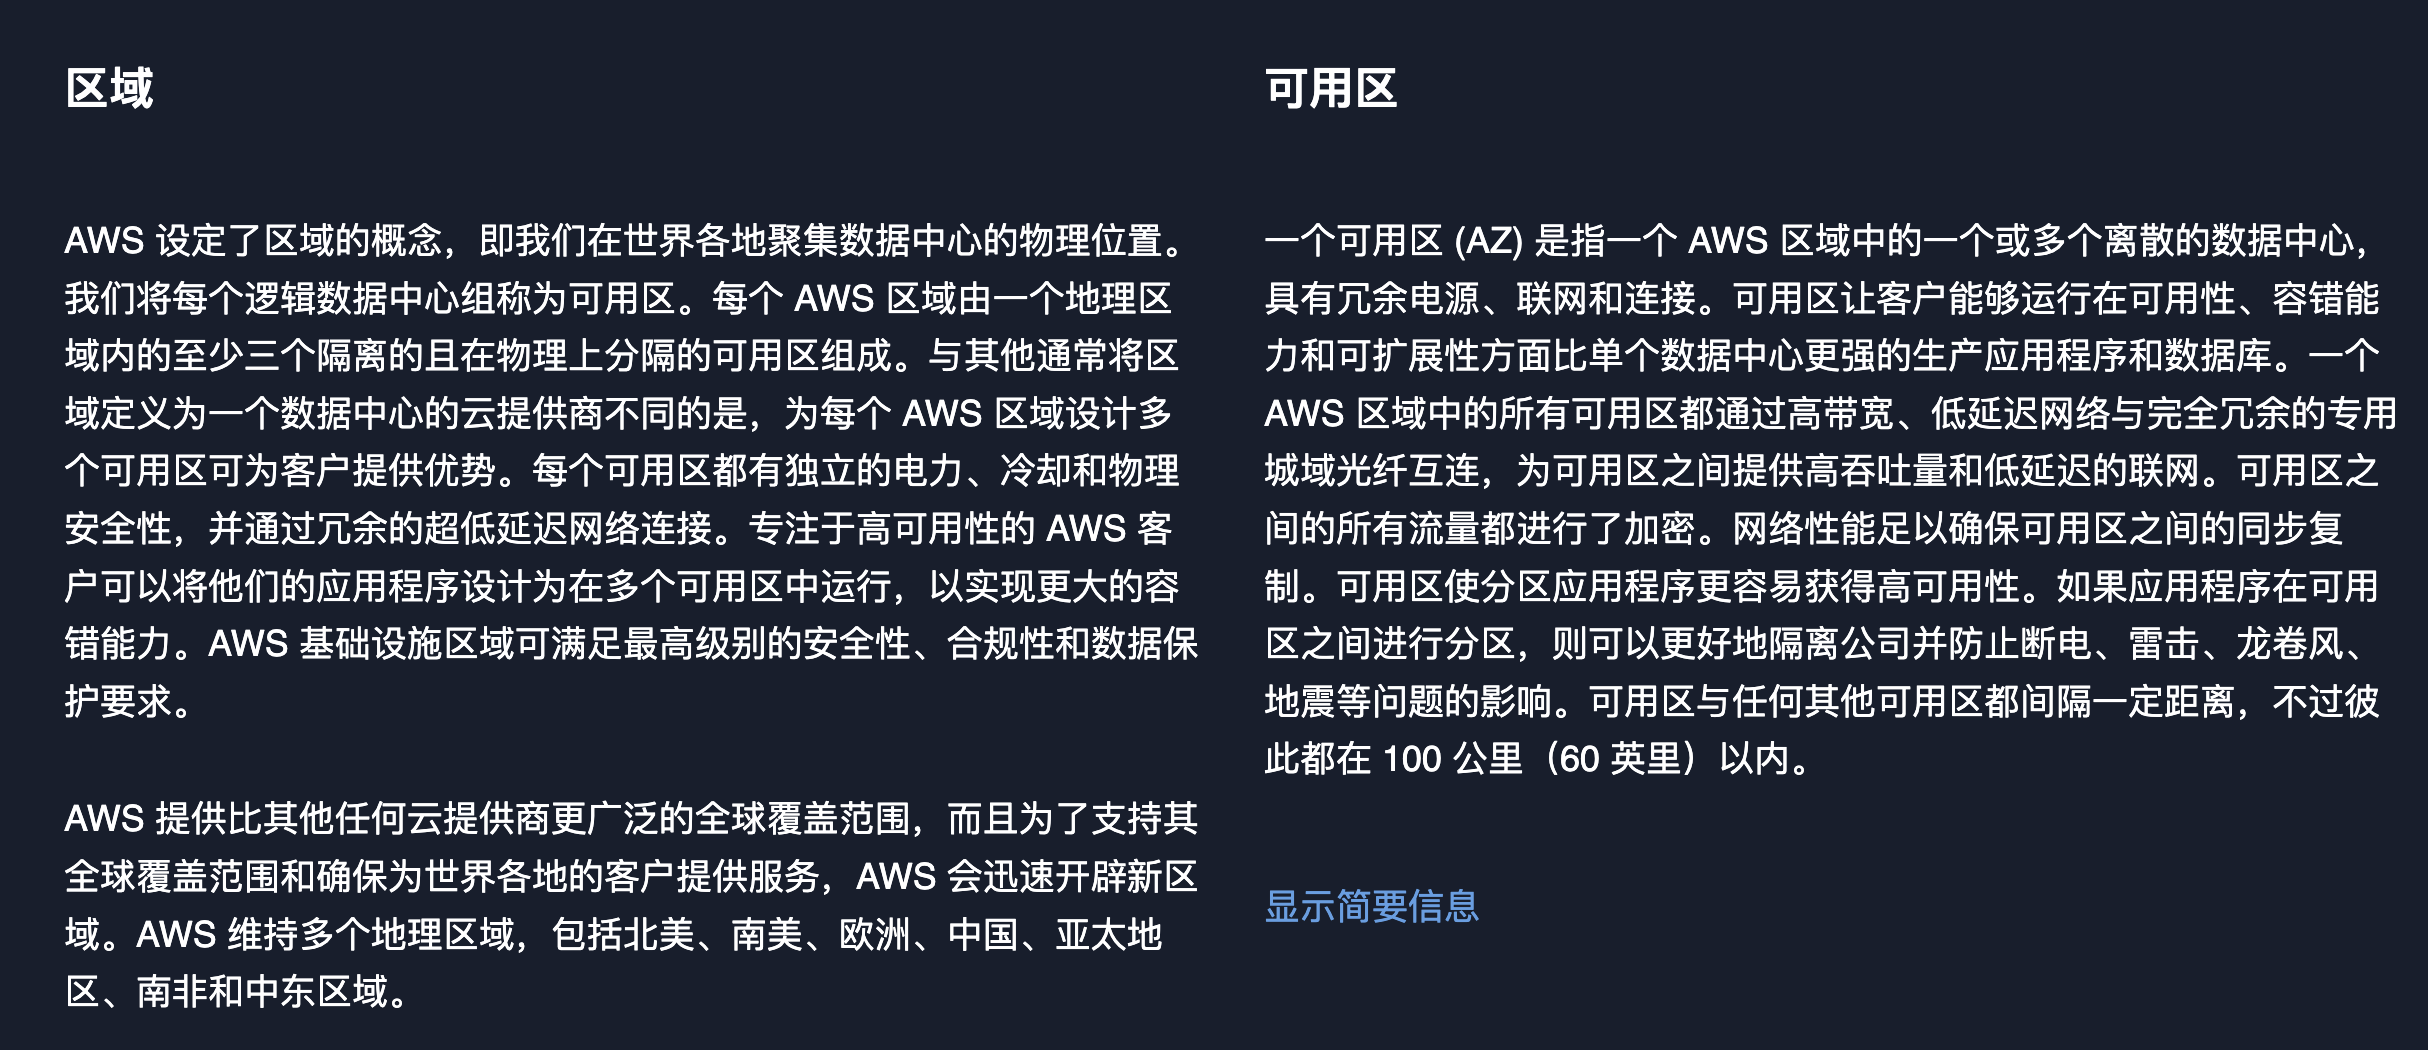 区域
AWS 设定了区域的概念，即我们在世界各地聚集数据中心的物理位置。
我们将每个逻辑数据中心组称为可用区。每个 AWS 区域由一个地理区
域内的至少三个隔离的且在物理上分隔的可用区组成。与其他通常将区
域定义为一个数据中心的云提供商不同的是，为每个 AWS 区域设计多
个可用区可为客户提供优势。每个可用区都有独立的电力、冷却和物理
安全性，并通过冗余的超低延迟网络连接。专注于高可用性的 AWS 客
户可以将他们的应用程序设计为在多个可用区中运行，以实现更大的容
错能力。AWS 基础设施区域可满足最高级别的安全性、合规性和数据保
护要求。
AWS 提供比其他任何云提供商更广泛的全球覆盖范围，而且为了支持其
全球覆盖范围和确保为世界各地的客户提供服务，AWS 会迅速开辟新区
域。AWS 维持多个地理区域，包括北美、南美、欧洲、中国、亚太地
区、南非和中东区域。
可用区
一个可用区 (AZ) 是指一个 AWS 区域中的一个或多个离散的数据中心，
具有冗余电源、联网和连接。可用区让客户能够运行在可用性、容错能
力和可扩展性方面比单个数据中心更强的生产应用程序和数据库。一个
AWS 区域中的所有可用区都通过高带宽、低延迟网络与完全冗余的专用
城域光纤互连，为可用区之间提供高吞吐量和低延迟的联网。可用区之
间的所有流量都进行了加密。网络性能足以确保可用区之间的同步复
制。可用区使分区应用程序更容易获得高可用性。如果应用程序在可用
区之间进行分区，则可以更好地隔离公司并防止断电、雷击、龙卷风、
地震等问题的影响。可用区与任何其他可用区都间隔一定距离，不过彼
此都在 100 公里（60 英里）以内。
显示简要信息